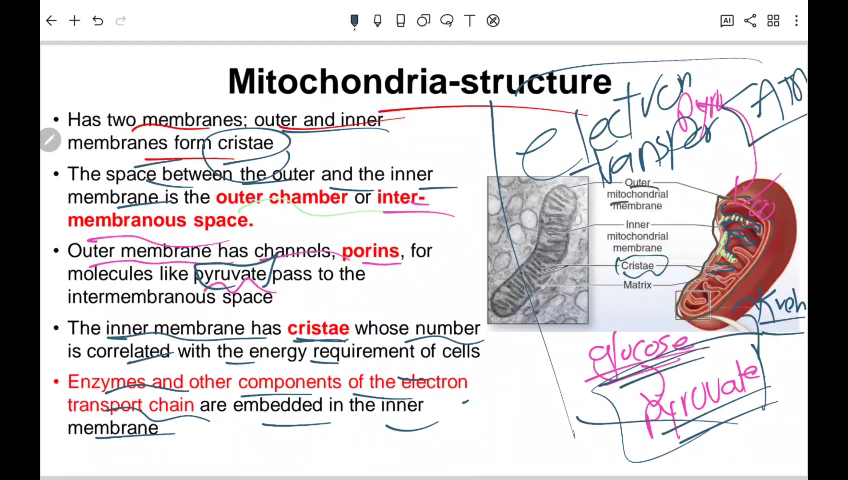 AI
T
Mitochondria-structure
• Has two membranes; outer and inner
membranes form cristae
• The space between the outer and the inner
membrane is the outer chamber or inter-
membranous space.
• Outer membrane has channels, porins, for
molecules like pyruvate pass to the
intermembranous space
• The inner membrane has cristae whose number
is correlated with the energy requirement of cells
• Enzymes and other components of the electron
transport chain are embedded in the inner
membrane
electron
transfer
Outer
mitochondrial
membrane
Inner
mitochondrial
membrane
Cristae
Matrix
glucose
pyruvate